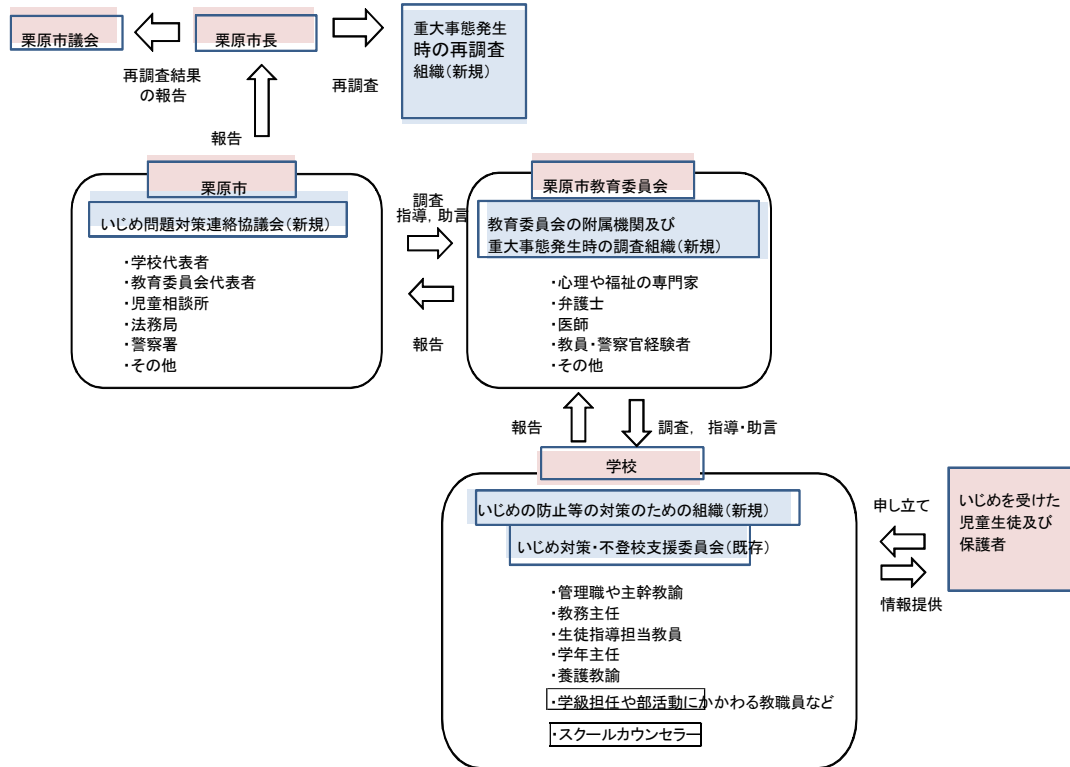 栗原市議会
栗原市長
重大事態発生
時の再調査
組織(新規)
再調査結果
の報告
再調査
報告
栗原市
いじめ問題対策連絡協議会(新規)
・学校代表者
・教育委員会代表者
・児童相談所
・法務局
・警察署
・その他
調査
指導,助言
報告
栗原市教育委員会
教育委員会の附属機関及び
重大事態発生時の調査組織(新規)
・心理や福祉の専門家
・弁護士
・医師
・教員・警察官経験者
・その他
報告
調査, 指導・助言
学校
いじめの防止等の対策のための組織(新規)
いじめ対策・不登校支援委員会(既存)
・管理職や主幹教諭
・教務主任
・生徒指導担当教員
・学年主任
・養護教諭
・学級担任や部活動にかかわる教職員など
・スクールカウンセラー
申し立て
情報提供
いじめを受けた
児童生徒及び
保護者